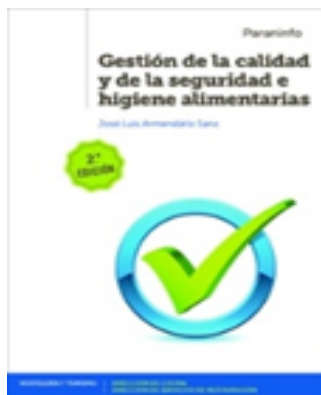 Paraninfo
Gestión de la calidad
y de la seguridad e
higiene alimentarias
José Luis Armendáriz Sanz
2.ª
EDICIÓN
HOSTELERÍA Y TURISMO
DIRECCIÓN DE COCINA
DIRECCIÓN DE SERVICIOS DE RESTAURACIÓN